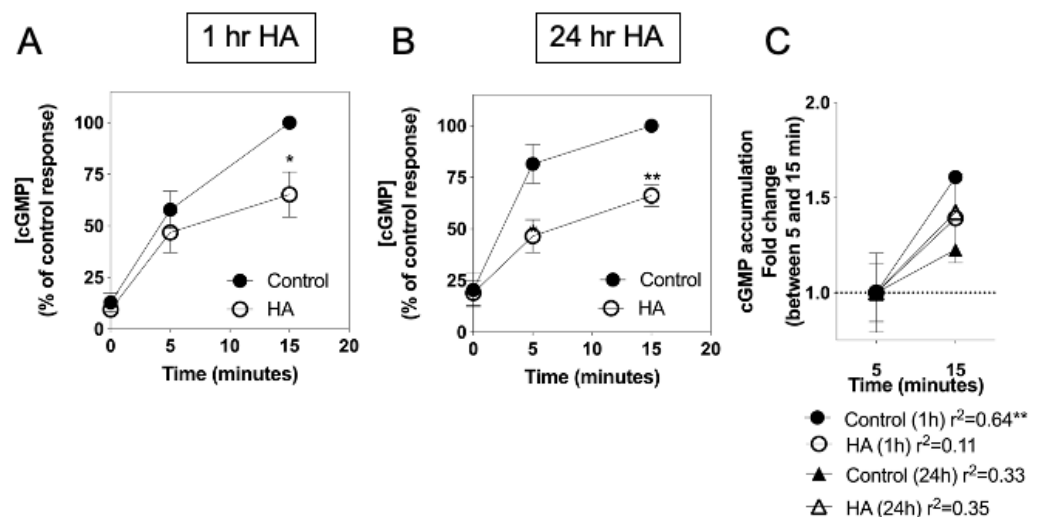 A
1 hr HA
[cGMP]
(% of control response)
100
75
50
25
0
*
Control
HA
0 5 10 15 20
Time (minutes)
B
24 hr HA
[cGMP]
(% of control response)
100
75
50
25
0
**
Control
HA
0 5 10 15 20
Time (minutes)
C
cGMP accumulation
Fold change
(between 5 and 15 min)
2.0
1.5
1.0
5 15
Time (minutes)
Control (1h) r²=0.64**
HA (1h) r²=0.11
Control (24h) r²=0.33
HA (24h) r²=0.35